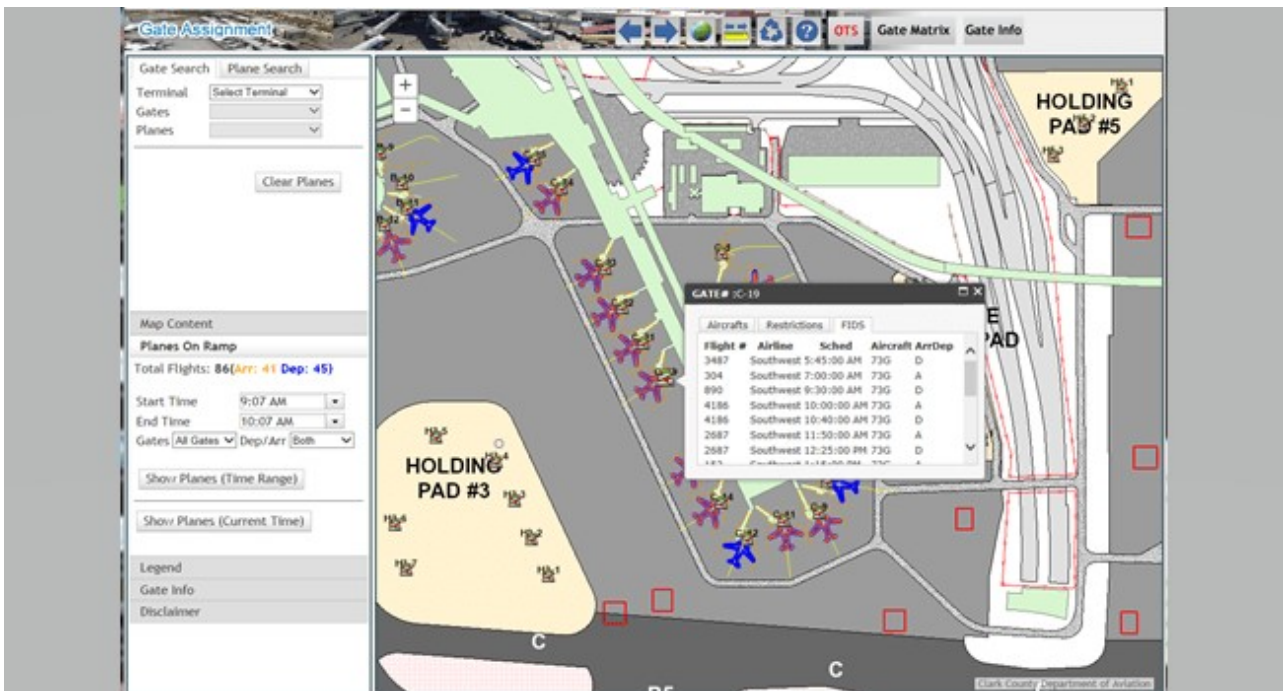 Gate Assignment
OTS Gate Matrix Gate Info
Gate Search Plane Search
Terminal Select Terminal
Gates
Planes
Clear Planes
Map Content
Planes On Ramp
Total Flights: 86(Arr: 41 Dep: 45)
Start Time 9:07 AM
End Time 10:07 AM
Gates All Gates Dep/Arr Both
Show Planes (Time Range)
Show Planes (Current Time)
Legend
Gate Info
Disclaimer
+
−
HOLDING
PAD #5
B-10
B-11
GATE# :C-19
Aircrafts Restrictions FIDS
Flight # Airline Sched Aircraft ArrDep
3487 Southwest 5:45:00 AM 73G D
304 Southwest 7:00:00 AM 73G A
890 Southwest 9:30:00 AM 73G D
4186 Southwest 10:00:00 AM 73G A
4186 Southwest 10:40:00 AM 73G D
2687 Southwest 11:50:00 AM 73G A
2687 Southwest 12:25:00 PM 73G D
E
PAD
HOLDING
PAD #3
C
C
Clark County Department of Aviation